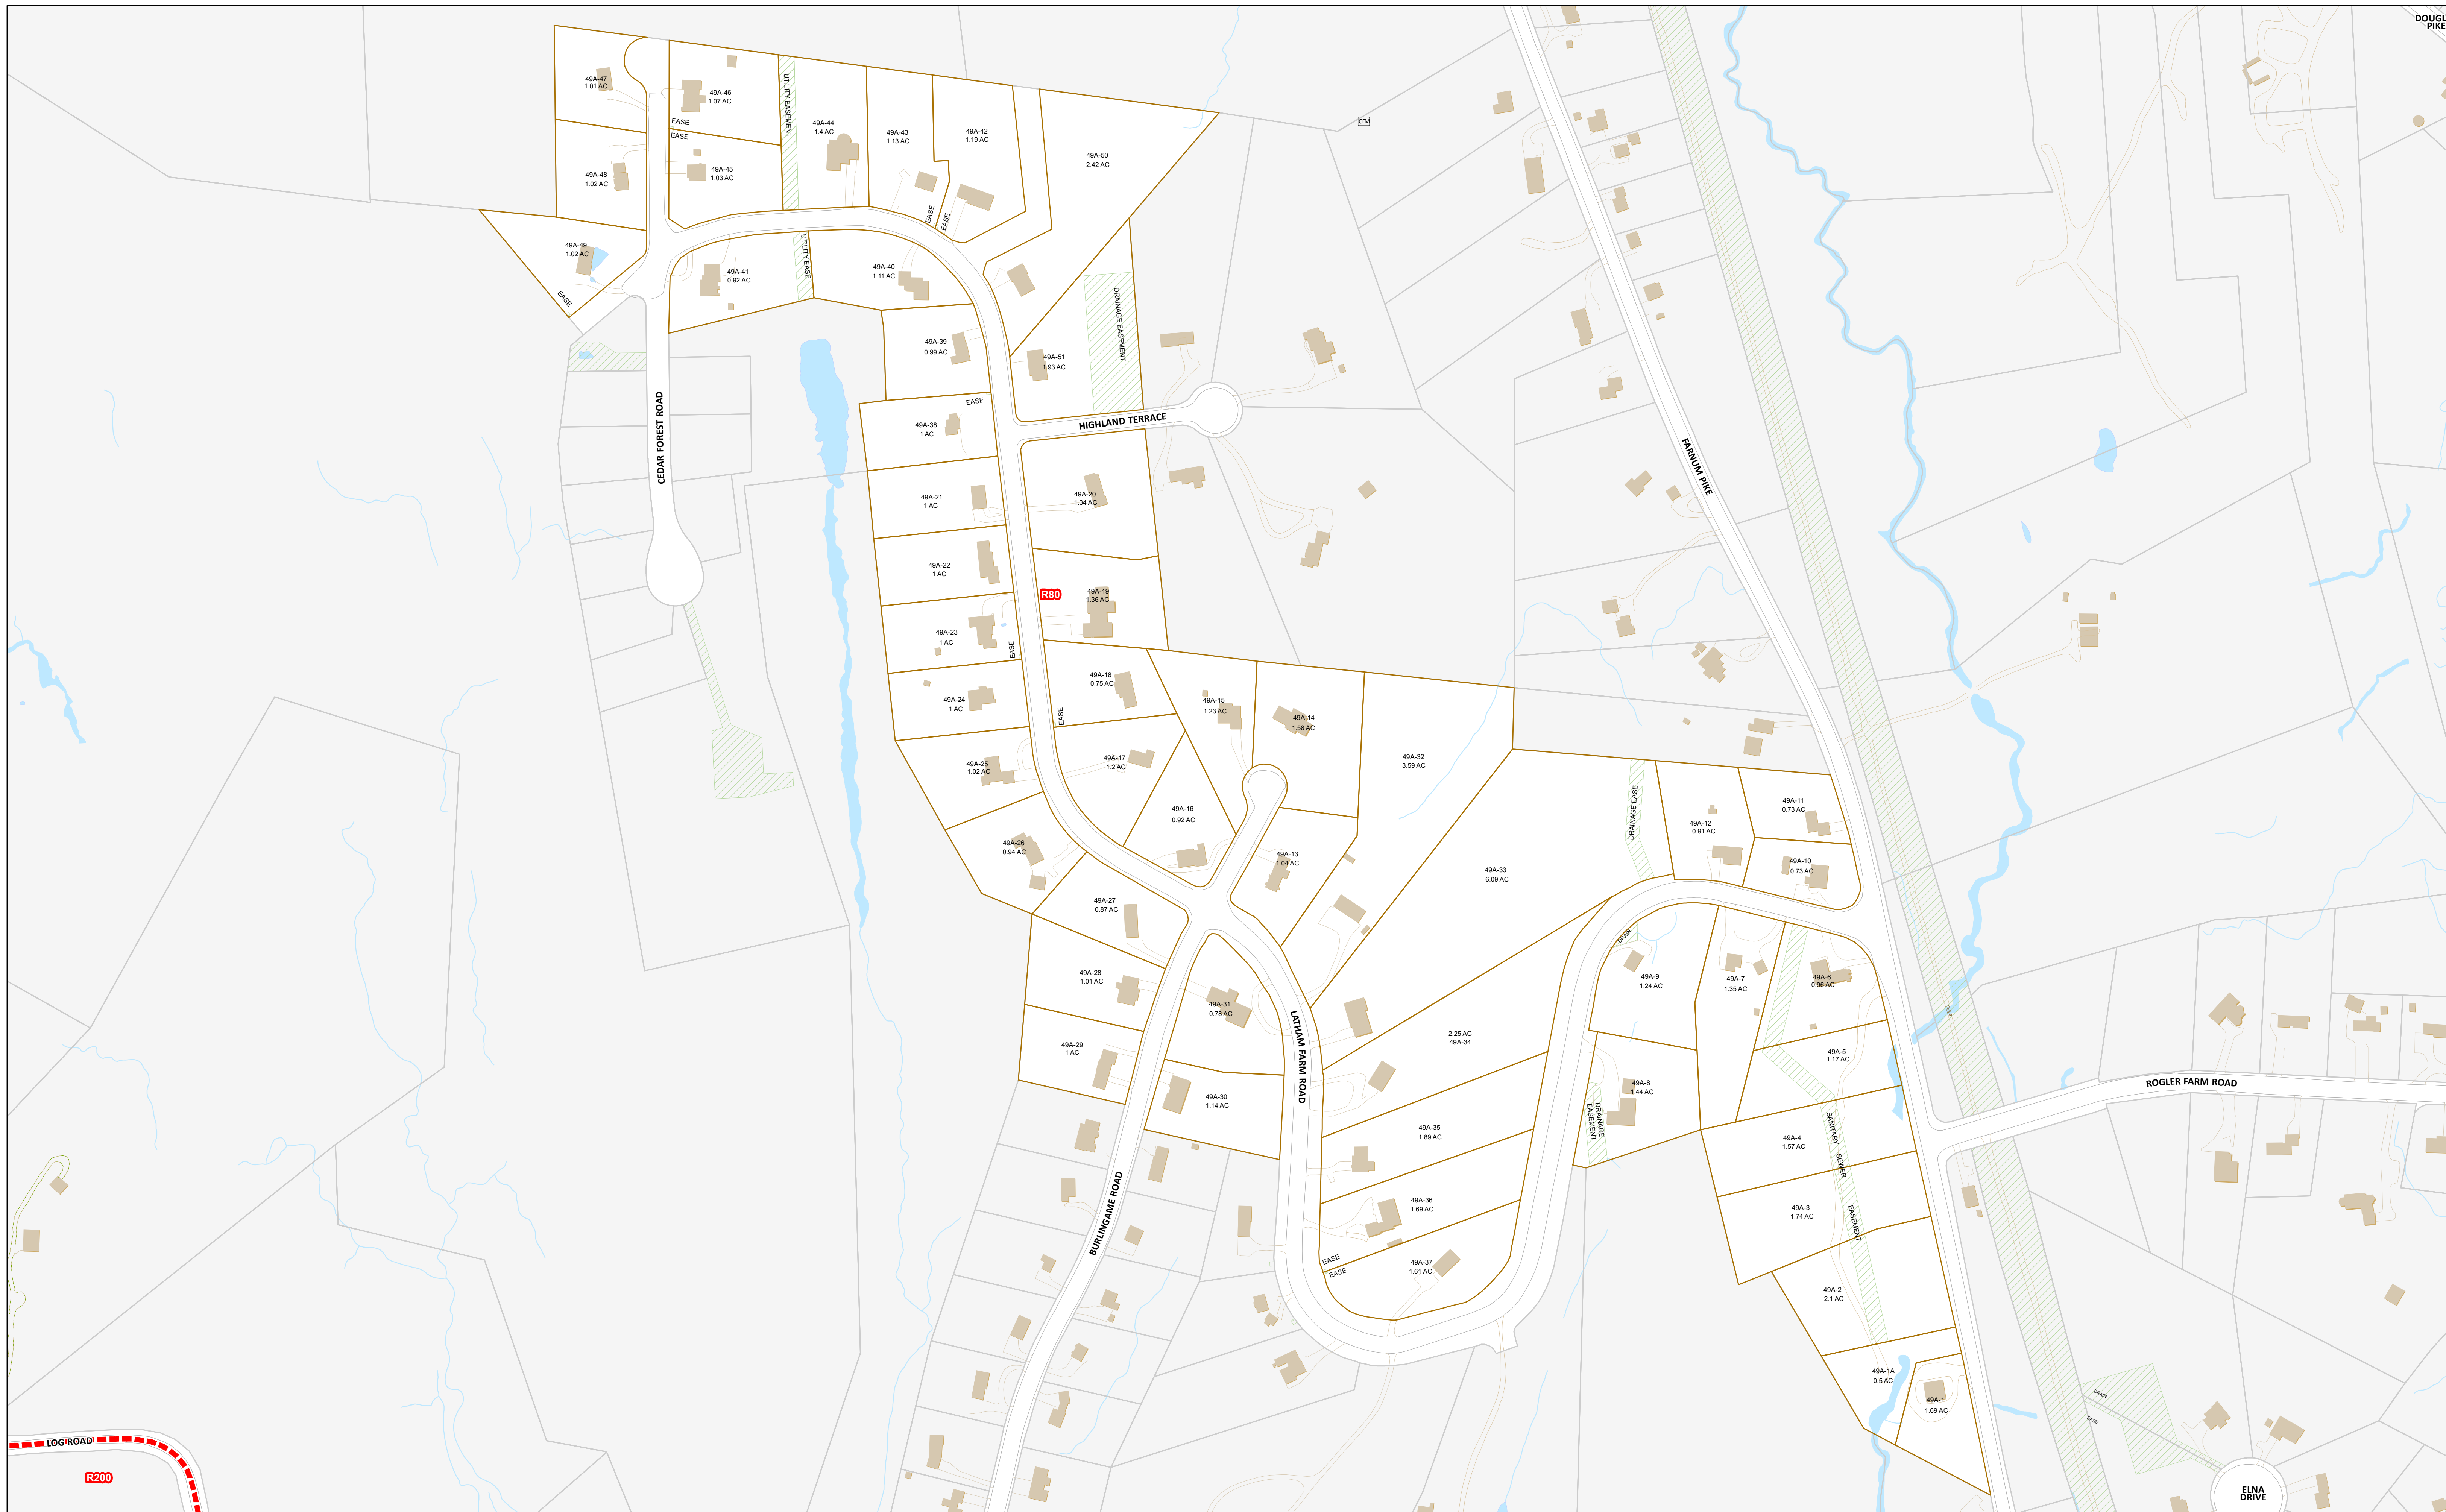 DOUGL
PIKE
49A-47
1.01 AC
49A-46
1.07 AC
EASE
EASE
UTILITY EASEMENT
49A-44
1.4 AC
49A-43
1.13 AC
49A-42
1.19 AC
CEM
49A-50
2.42 AC
49A-48
1.02 AC
49A-45
1.03 AC
EASE
EASE
49A-49
1.02 AC
EASE
49A-41
0.92 AC
UTILITY EASE
49A-40
1.11 AC
DRAINAGE EASEMENT
49A-39
0.99 AC
49A-51
1.93 AC
EASE
49A-38
1 AC
HIGHLAND TERRACE
CEDAR FOREST ROAD
FARNUM PIKE
49A-21
1 AC
49A-20
1.34 AC
49A-22
1 AC
R80
49A-19
1.36 AC
49A-23
1 AC
EASE
49A-18
0.75 AC
49A-24
1 AC
EASE
49A-15
1.23 AC
49A-14
1.58 AC
49A-32
3.59 AC
49A-25
1.02 AC
49A-17
1.2 AC
49A-16
0.92 AC
DRAINAGE EASE
49A-11
0.73 AC
49A-12
0.91 AC
49A-26
0.94 AC
49A-13
1.04 AC
49A-10
0.73 AC
49A-33
6.09 AC
49A-27
0.87 AC
DRAIN
49A-28
1.01 AC
49A-9
1.24 AC
49A-7
1.35 AC
49A-6
0.96 AC
49A-31
0.78 AC
LATHAM FARM ROAD
2.25 AC
49A-34
49A-29
1 AC
49A-5
1.17 AC
49A-8
1.44 AC
ROGLER FARM ROAD
49A-30
1.14 AC
DRAINAGE
EASEMENT
49A-35
1.89 AC
49A-4
1.57 AC
SANITARY SEWER EASEMENT
49A-36
1.69 AC
49A-3
1.74 AC
BURLINGAME ROAD
EASE
EASE
49A-37
1.61 AC
49A-2
2.1 AC
49A-1A
0.5 AC
49A-1
1.69 AC
DRAIN
EASE
LOG ROAD
R200
ELNA
DRIVE